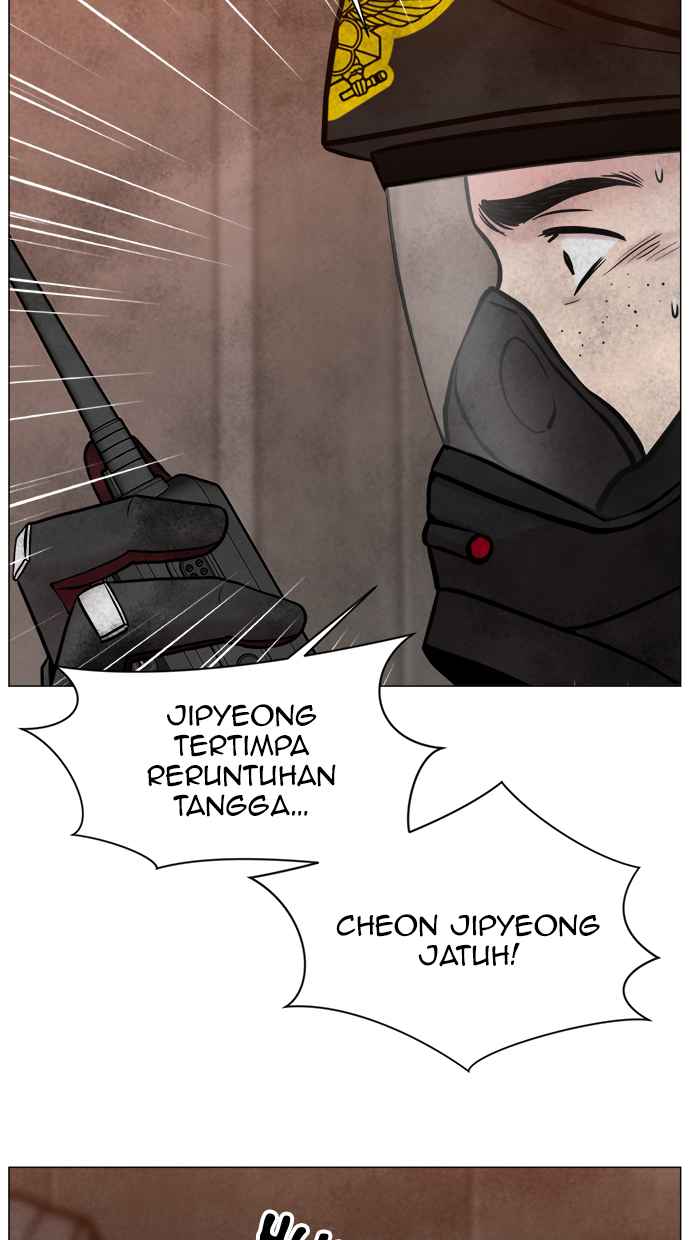 JIPYEONG
TERTIMPA
RERUNTUHAN
TANGGA...
CHEON JIPYEONG
JATUH!